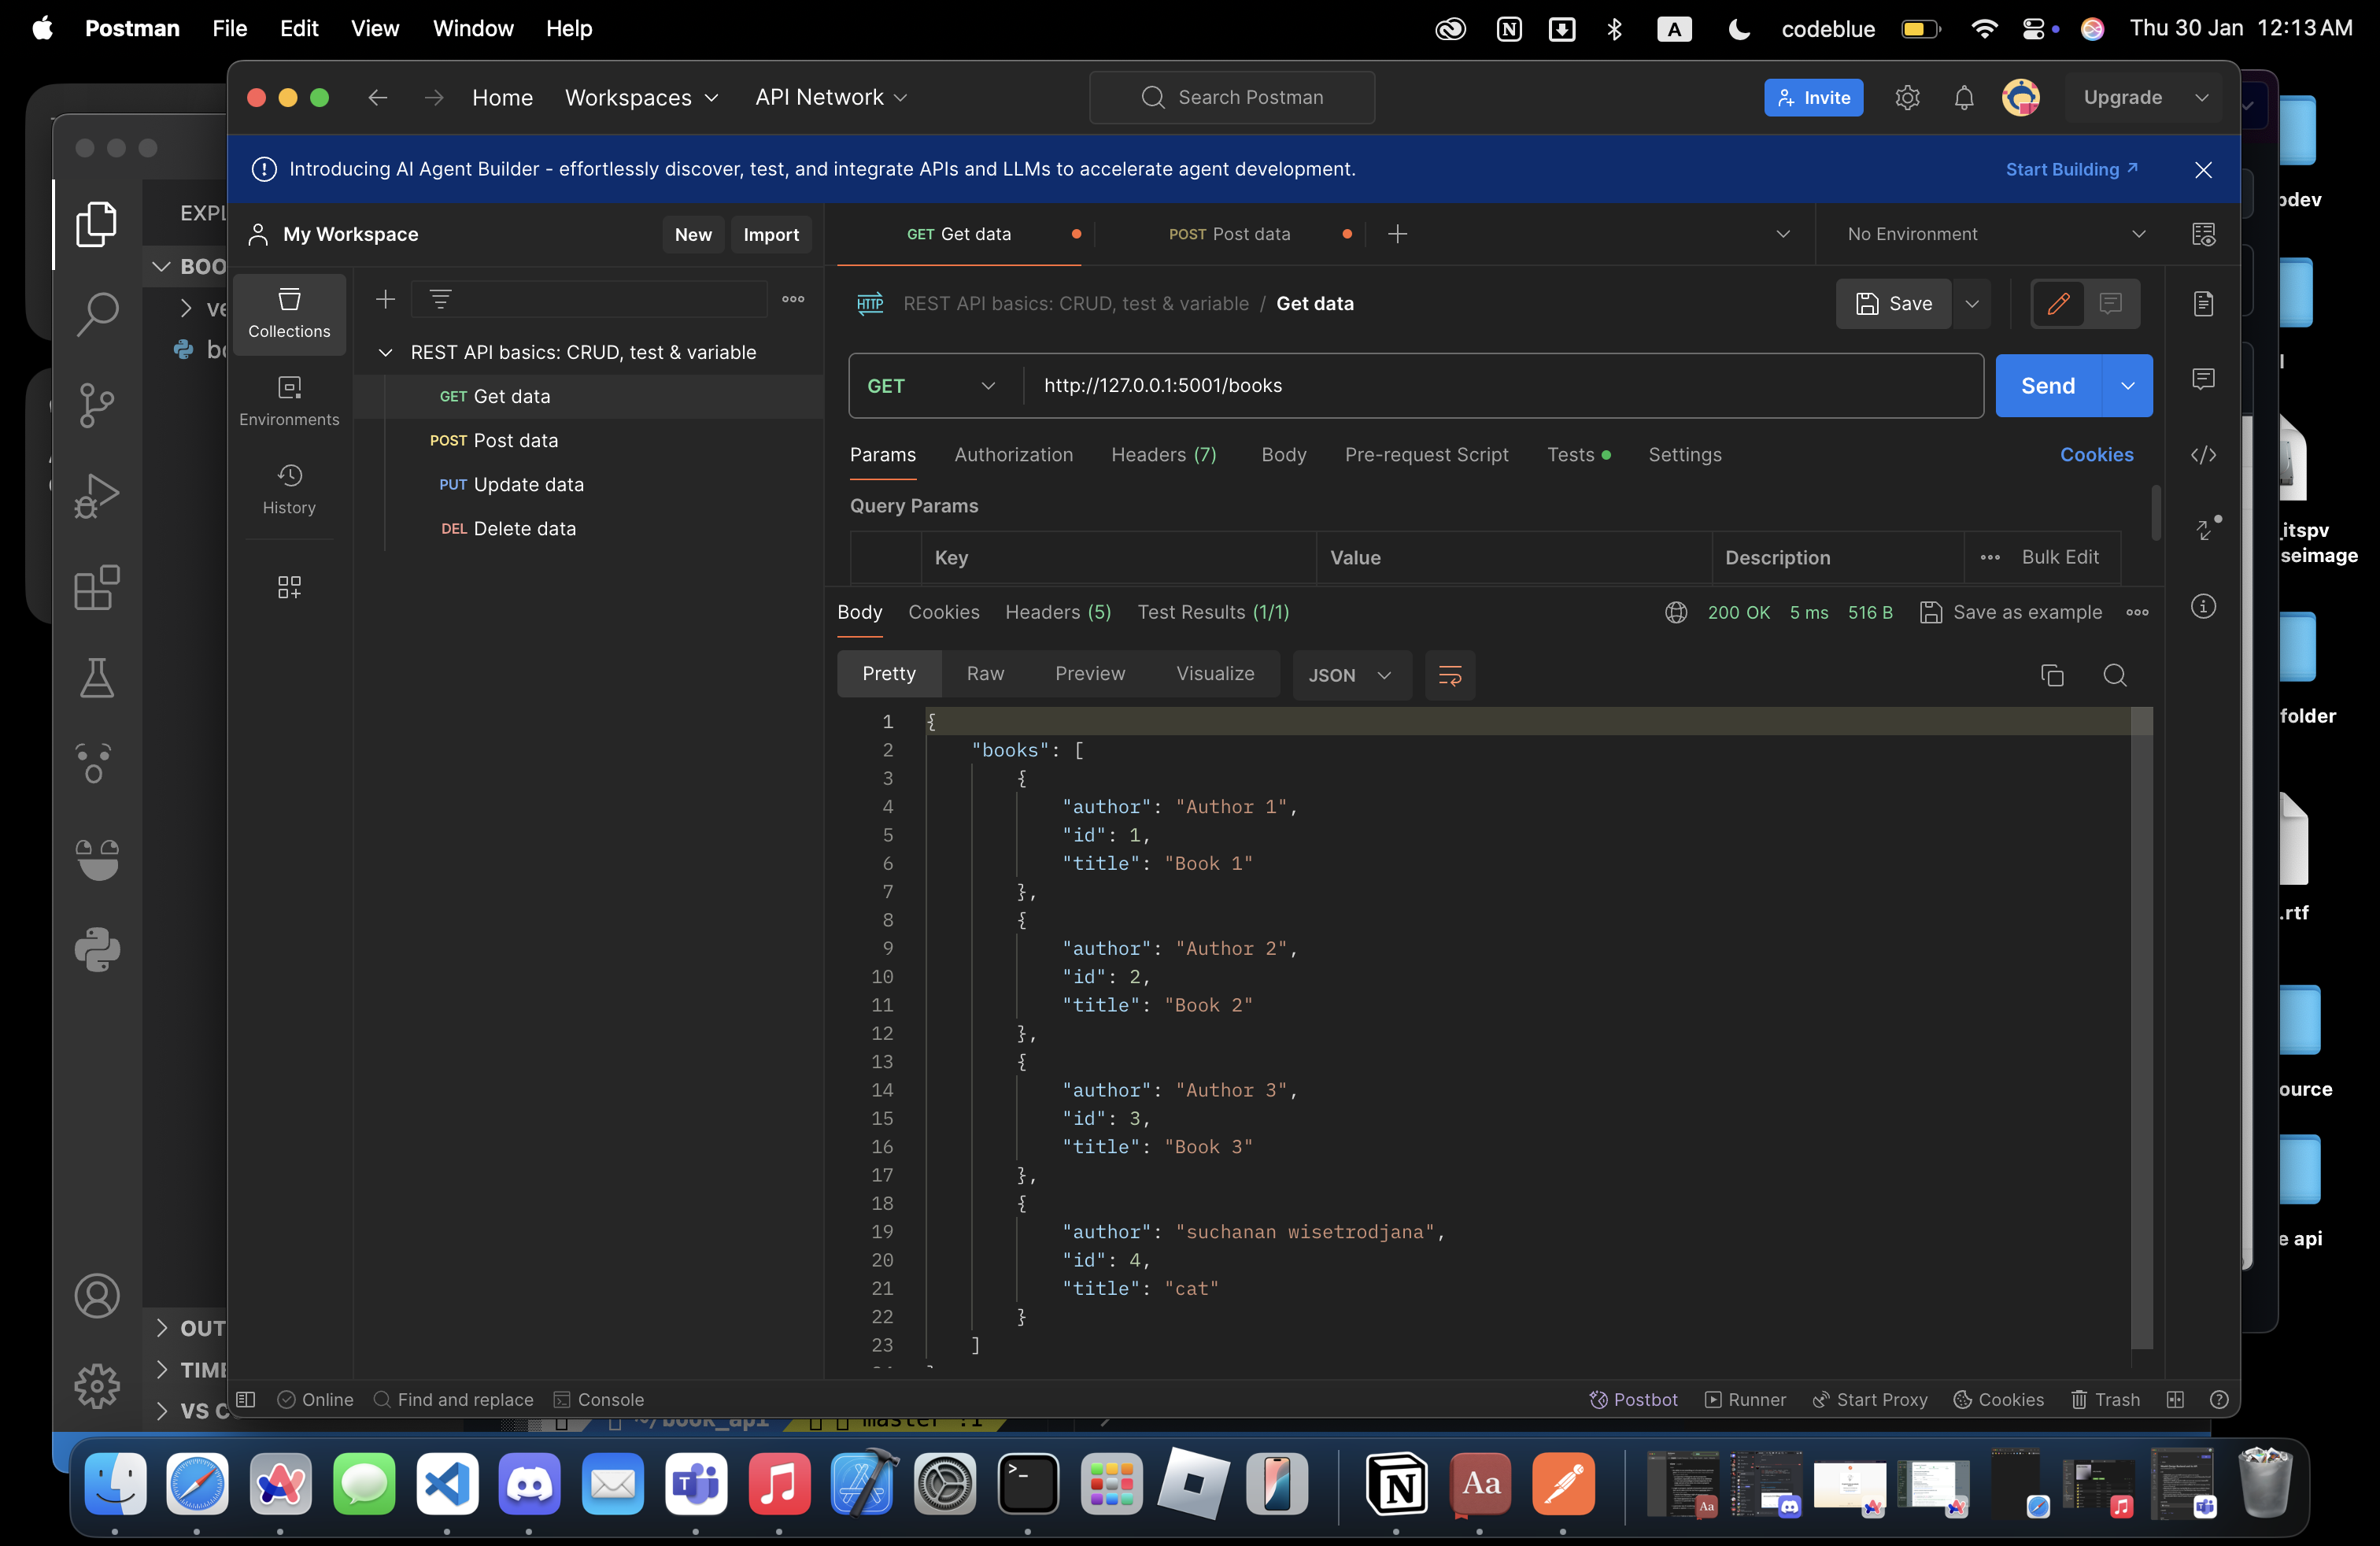 Postman File Edit View Window Help
A codeblue Thu 30 Jan 12:13 AM
Home Workspaces API Network Search Postman Invite Upgrade
Introducing AI Agent Builder - effortlessly discover, test, and integrate APIs and LLMs to accelerate agent development. Start Building
My Workspace New Import
GET Get data POST Post data No Environment
Collections
Environments
History
REST API basics: CRUD, test & variable
GET Get data
POST Post data
PUT Update data
DEL Delete data
HTTP REST API basics: CRUD, test & variable / Get data Save
GET http://127.0.0.1:5001/books Send
Params Authorization Headers (7) Body Pre-request Script Tests Settings Cookies
Query Params
Key Value Description Bulk Edit
Body Cookies Headers (5) Test Results (1/1) 200 OK 5 ms 516 B Save as example
Pretty Raw Preview Visualize JSON
1 {
2 "books": [
3 {
4 "author": "Author 1",
5 "id": 1,
6 "title": "Book 1"
7 },
8 {
9 "author": "Author 2",
10 "id": 2,
11 "title": "Book 2"
12 },
13 {
14 "author": "Author 3",
15 "id": 3,
16 "title": "Book 3"
17 },
18 {
19 "author": "suchanan wisetrodjana",
20 "id": 4,
21 "title": "cat"
22 }
23 ]
Online Find and replace Console Postbot Runner Start Proxy Cookies Trash
EXPL
BOO
ve
bo
OUT
TIME
VS C
~/book_api master !1
itspv
seimage
folder
.rtf
ource
e api
Aa